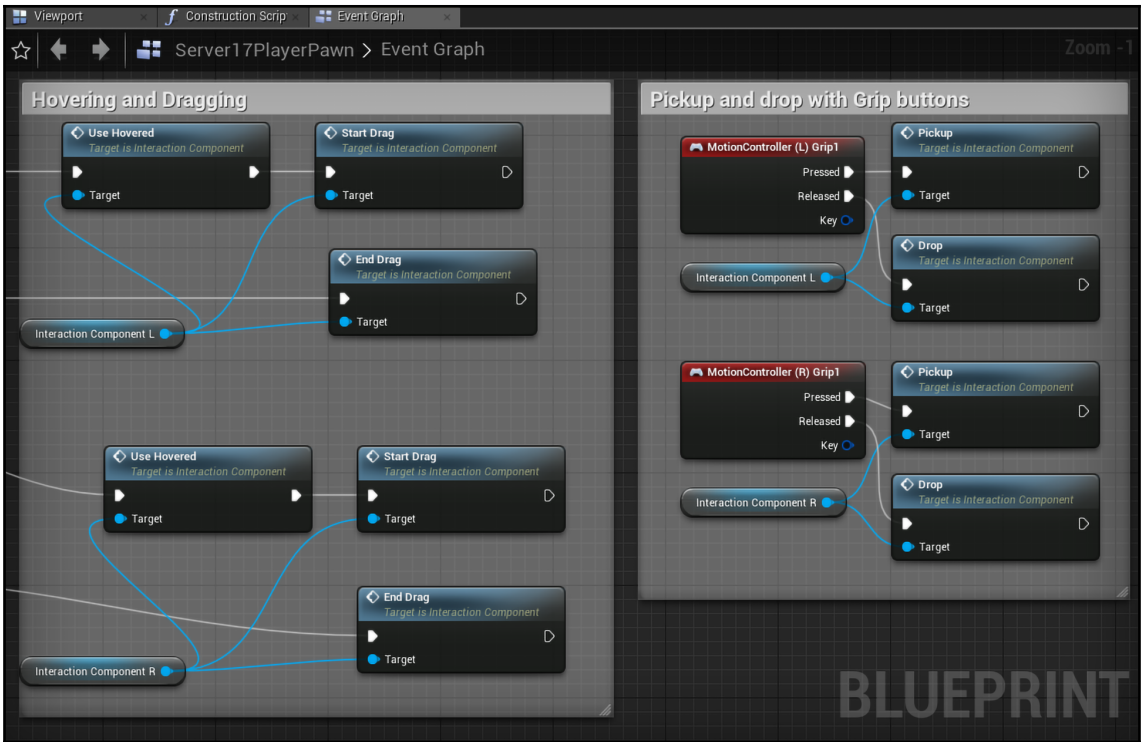 Viewport
Construction Scrip
Event Graph
Server17PlayerPawn > Event Graph
Zoom -1
Hovering and Dragging
Use Hovered
Target is Interaction Component
Target
Start Drag
Target is Interaction Component
Target
End Drag
Target is Interaction Component
Target
Interaction Component L
Use Hovered
Target is Interaction Component
Target
Start Drag
Target is Interaction Component
Target
End Drag
Target is Interaction Component
Target
Interaction Component R
Pickup and drop with Grip buttons
MotionController (L) Grip1
Pressed
Released
Key
Pickup
Target is Interaction Component
Target
Interaction Component L
Drop
Target is Interaction Component
Target
MotionController (R) Grip1
Pressed
Released
Key
Pickup
Target is Interaction Component
Target
Interaction Component R
Drop
Target is Interaction Component
Target
BLUEPRINT